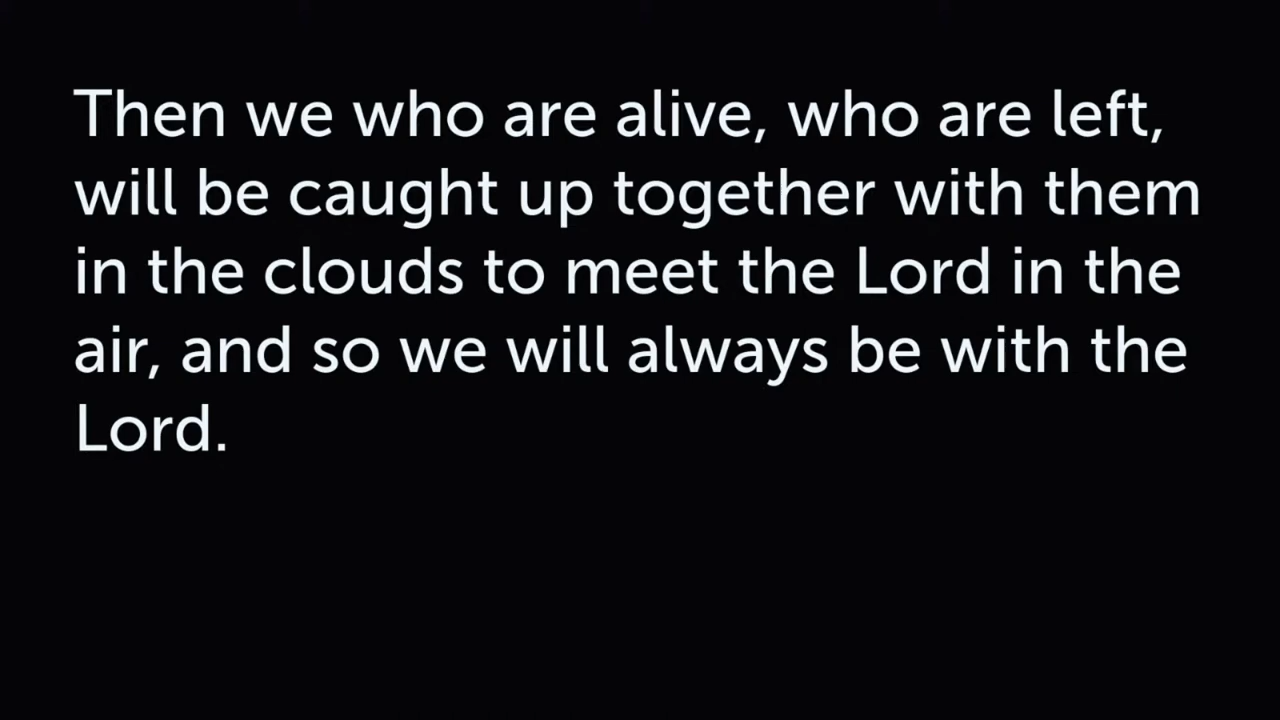 Then we who are alive, who are left,
will be caught up together with them
in the clouds to meet the Lord in the
air, and so we will always be with the
Lord.